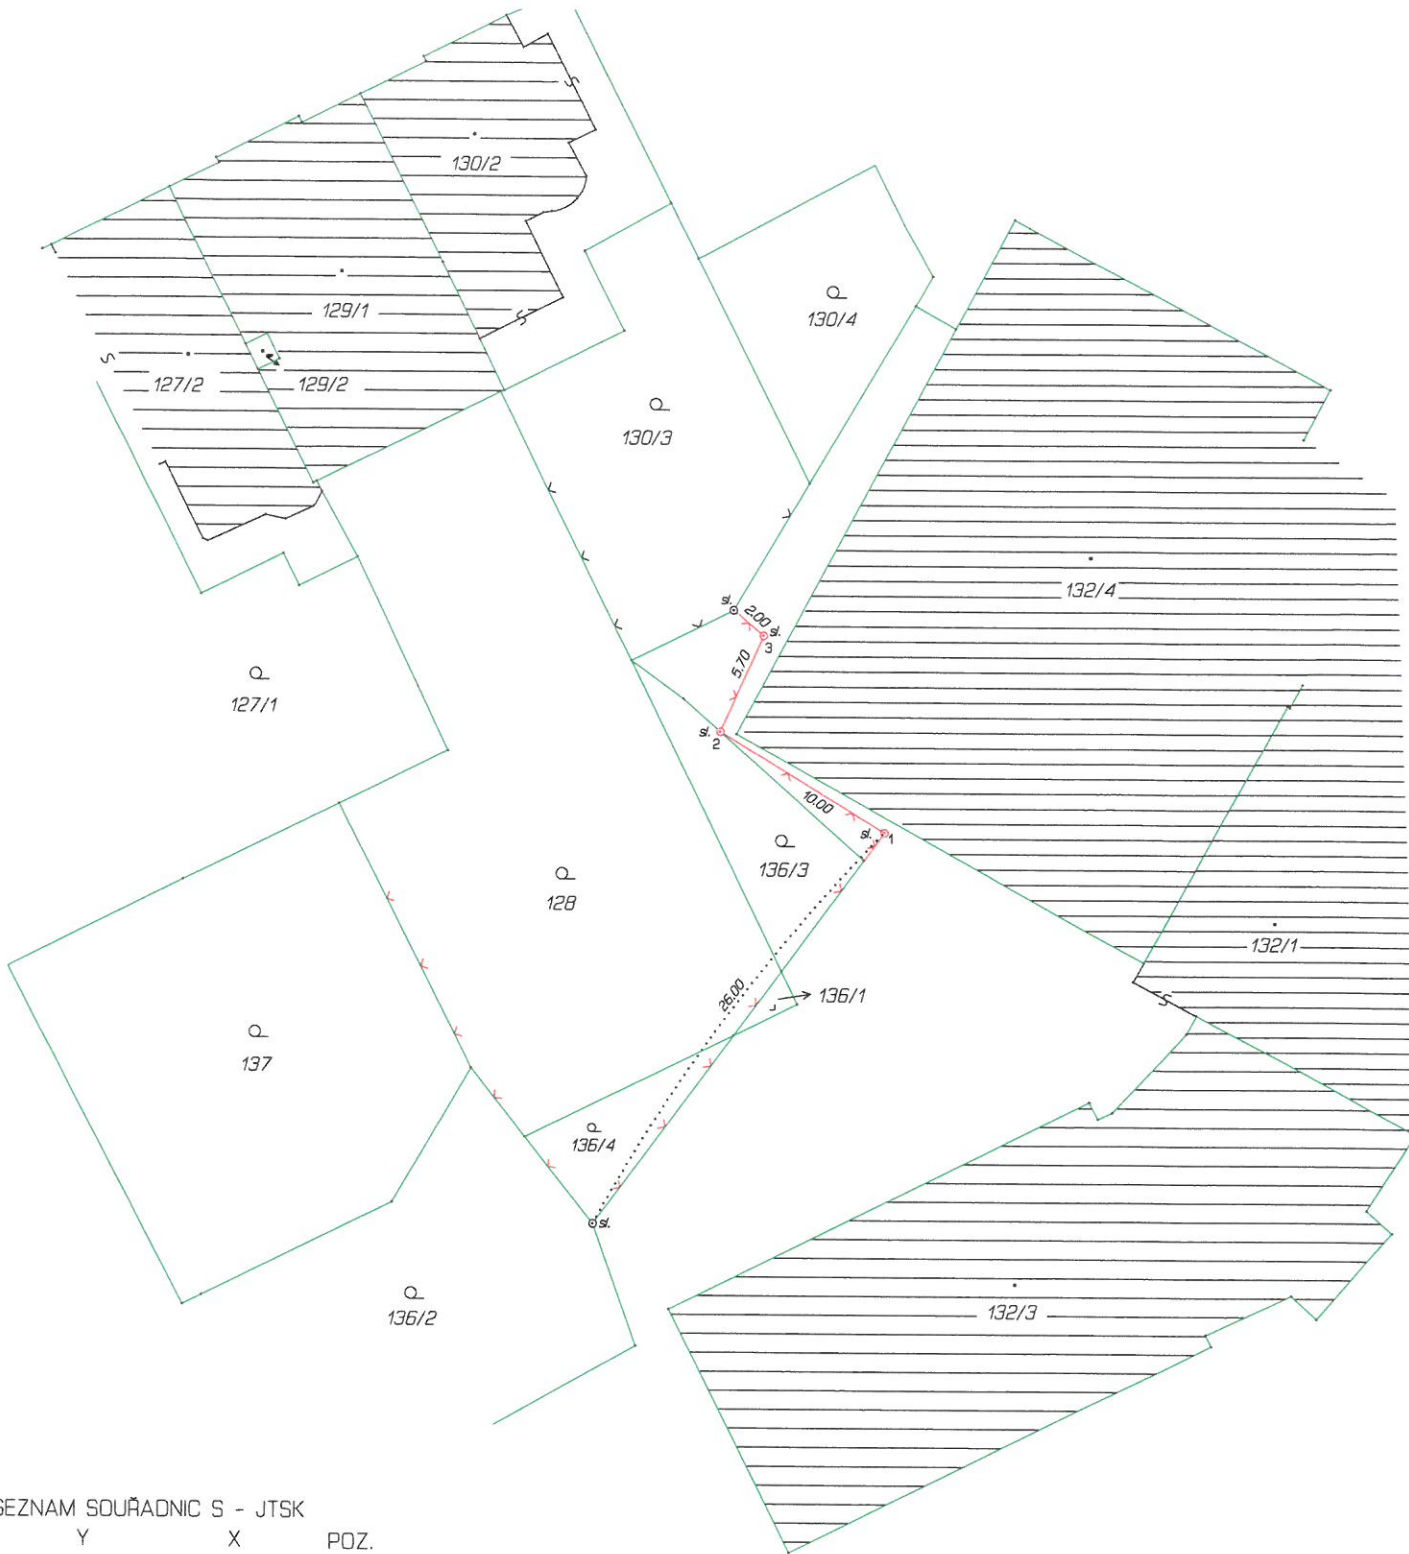 S
130/2
130/4
129/1
S
S
127/2
129/2
130/3
132/4
sl.
2.00
sl.
3
5.70
127/1
sl.
2
10.00
sl.
1
136/3
128
132/1
26.00
136/1
S
137
136/4
sl.
136/2
132/3
SEZNAM SOUŘADNIC S - JTSK
Y X POZ.